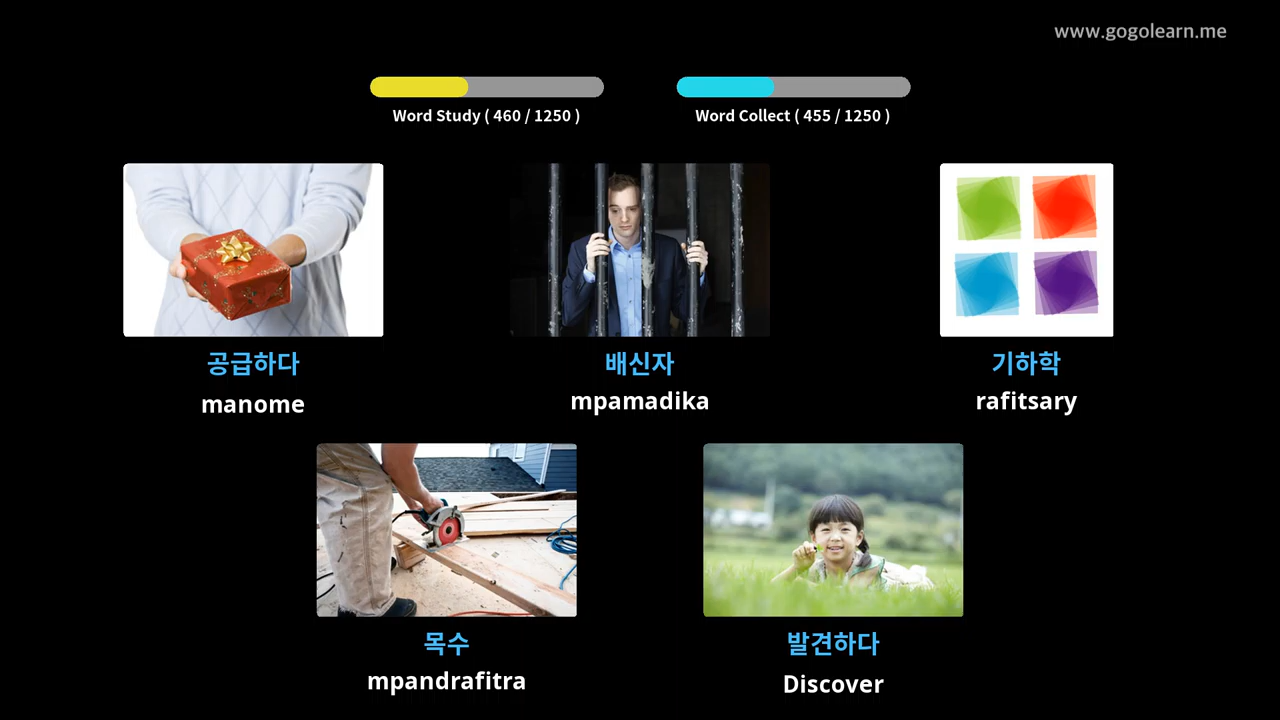 www.gogolearn.me
Word Study ( 460 / 1250 )
Word Collect ( 455 / 1250 )
공급하다
manome
배신자
mpamadika
기하학
rafitsary
목수
mpandrafitra
발견하다
Discover